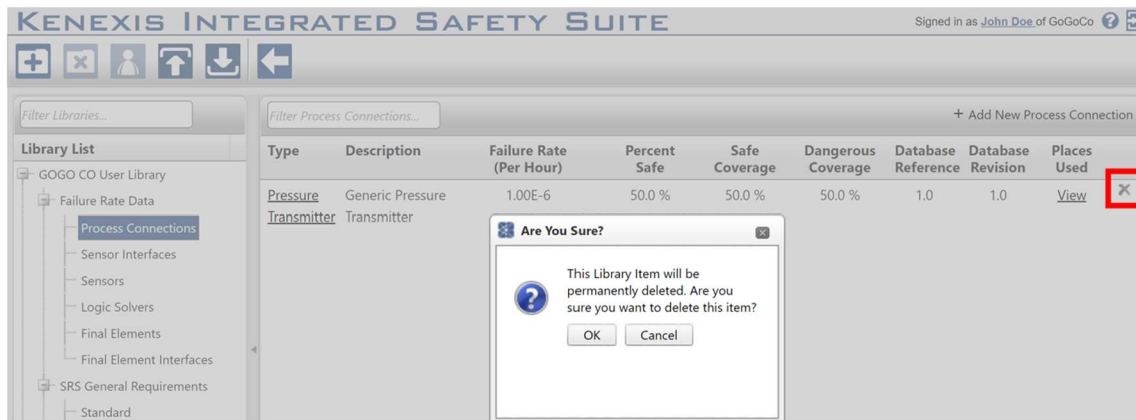 KENEXIS INTEGRATED SAFETY SUITE
Signed in as John Doe of GoGoCo
Filter Libraries...
Library List
GOGO CO User Library
Failure Rate Data
Process Connections
Sensor Interfaces
Sensors
Logic Solvers
Final Elements
Final Element Interfaces
SRS General Requirements
Standard
Filter Process Connections...
+ Add New Process Connection
Type Description Failure Rate Percent Safe Dangerous Database Database Places
(Per Hour) Safe Coverage Coverage Reference Revision Used
Pressure Generic Pressure 1.00E-6 50.0 % 50.0 % 50.0 % 1.0 1.0 View
Transmitter Transmitter
Are You Sure?
This Library Item will be
permanently deleted. Are you
sure you want to delete this item?
OK Cancel